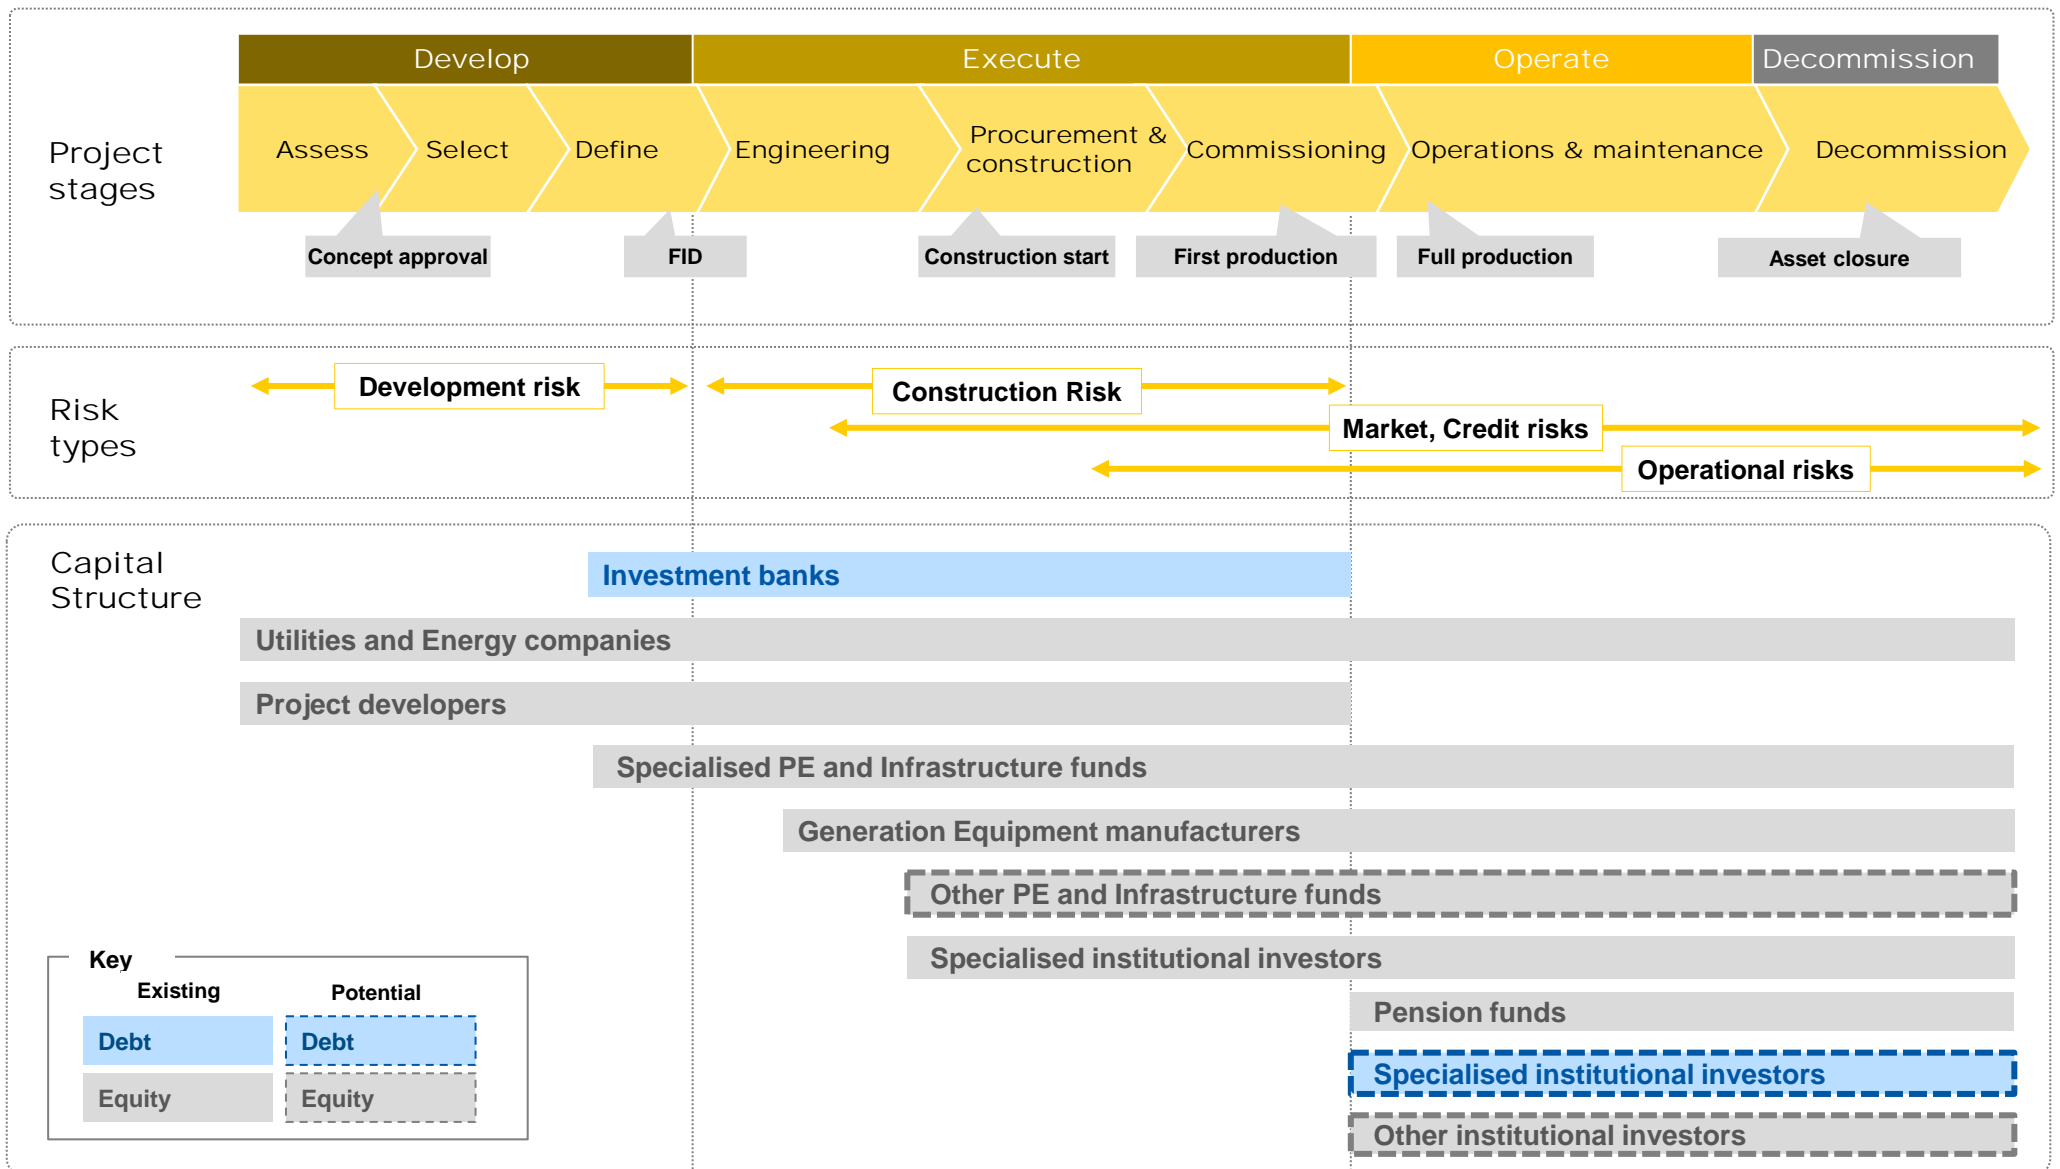 Develop
Execute
Operate
Decommission
Project
stages
Assess
Select
Define
Engineering
Procurement &
construction
Commissioning
Operations & maintenance
Decommission
Concept approval
FID
Construction start
First production
Full production
Asset closure
Risk
types
Development risk
Construction Risk
Market, Credit risks
Operational risks
Capital
Structure
Investment banks
Utilities and Energy companies
Project developers
Specialised PE and Infrastructure funds
Generation Equipment manufacturers
Other PE and Infrastructure funds
Specialised institutional investors
Pension funds
Specialised institutional investors
Other institutional investors
Key
Existing
Potential
Debt
Debt
Equity
Equity